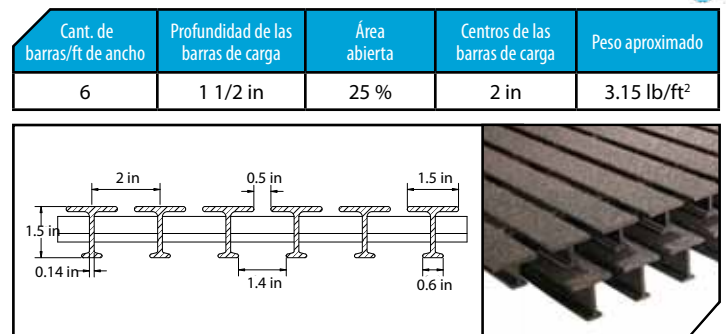 Cant. de
barras/ft de ancho
Profundidad de las
barras de carga
Área
abierta
Centros de las
barras de carga
Peso aproximado
6
1 1/2 in
25 %
2 in
3.15 lb/ft²
2 in
0.5 in
1.5 in
1.5 in
0.14 in
1.4 in
0.6 in